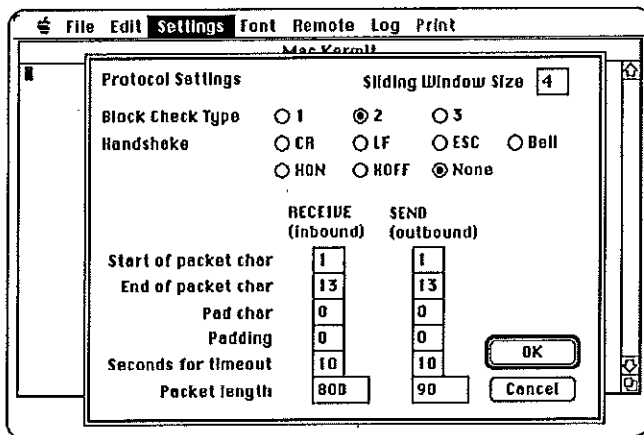 File Edit Settings Font Remote Log Print
Mac Kermit
Protocol Settings Sliding Window Size 4
Block Check Type 1 2 3
Handshake CR LF ESC Bell
XON XOFF None
RECEIVE SEND
(inbound) (outbound)
Start of packet char 1 1
End of packet char 13 13
Pad char 0 0
Padding 0 0
Seconds for timeout 10 10
OK
Packet length 800 90
Cancel